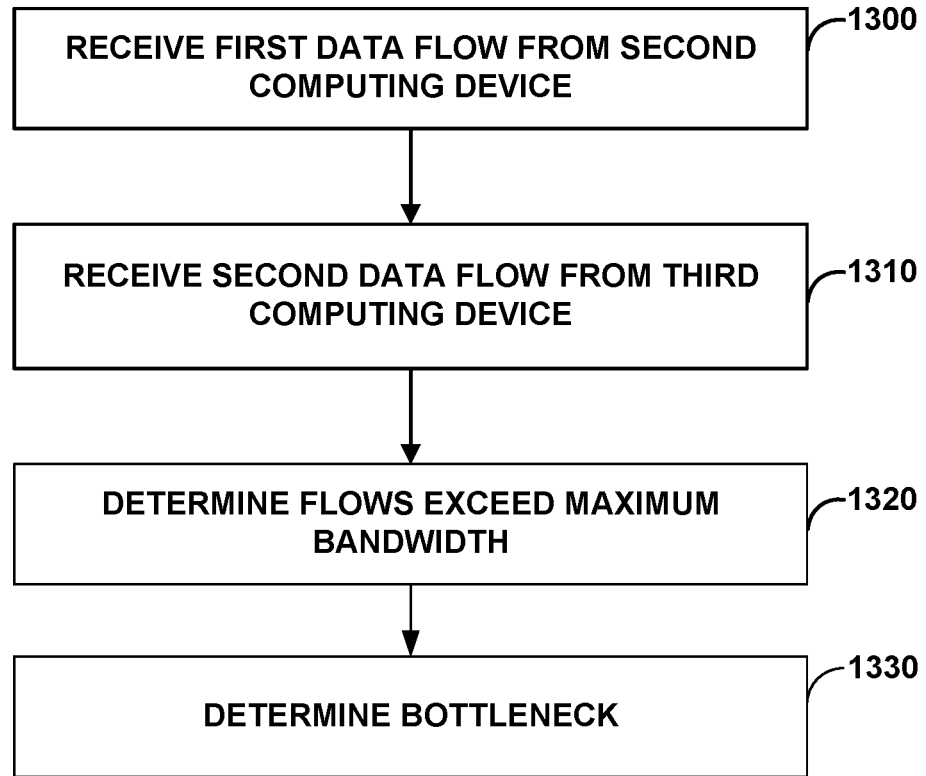 1300
RECEIVE FIRST DATA FLOW FROM SECOND
COMPUTING DEVICE
1310
RECEIVE SECOND DATA FLOW FROM THIRD
COMPUTING DEVICE
1320
DETERMINE FLOWS EXCEED MAXIMUM
BANDWIDTH
1330
DETERMINE BOTTLENECK